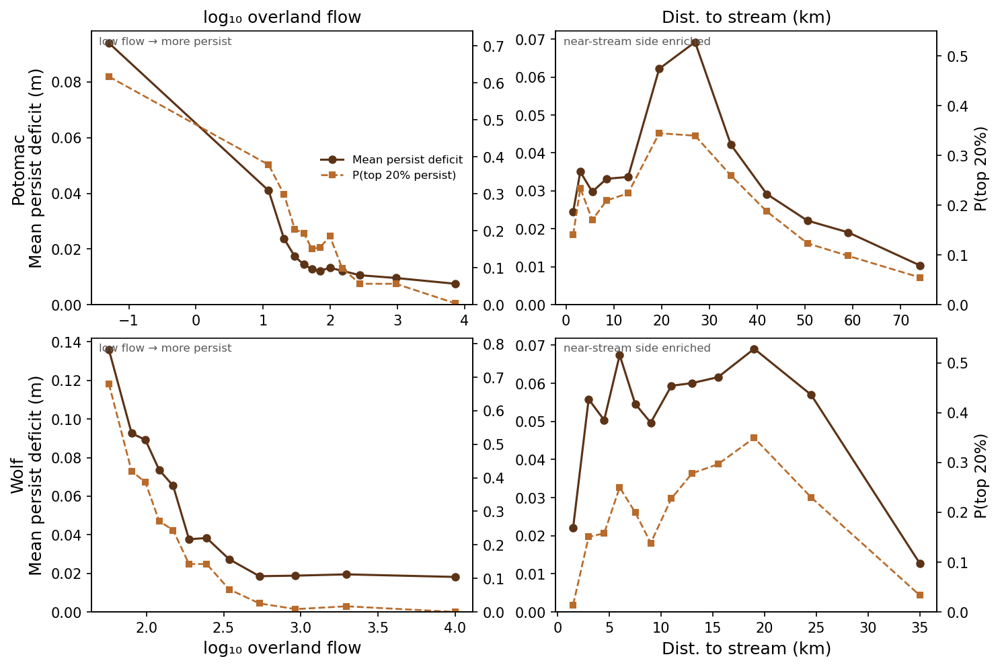 log₁₀ overland flow
Dist. to stream (km)
low flow → more persist
near-stream side enriched
Potomac
Mean persist deficit (m)
0.08
0.06
0.04
0.02
0.00
0.7
0.6
0.5
0.4
0.3
0.2
0.1
0.0
Mean persist deficit
P(top 20% persist)
−1 0 1 2 3 4
0.07
0.06
0.05
0.04
0.03
0.02
0.01
0.00
0.5
0.4
0.3
0.2
0.1
0.0
P(top 20%)
0 10 20 30 40 50 60 70
low flow → more persist
near-stream side enriched
Wolf
Mean persist deficit (m)
0.14
0.12
0.10
0.08
0.06
0.04
0.02
0.00
0.8
0.7
0.6
0.5
0.4
0.3
0.2
0.1
0.0
2.0 2.5 3.0 3.5 4.0
log₁₀ overland flow
0.07
0.06
0.05
0.04
0.03
0.02
0.01
0.00
0.5
0.4
0.3
0.2
0.1
0.0
P(top 20%)
0 5 10 15 20 25 30 35
Dist. to stream (km)